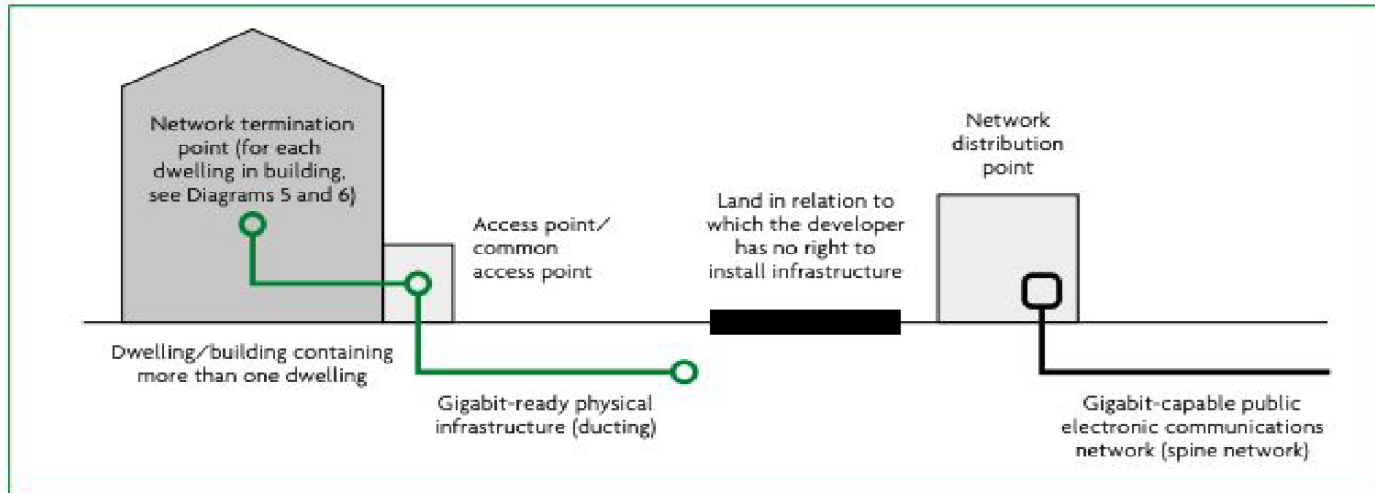 Network termination
point (for each
dwelling in building,
see Diagrams 5 and 6)
Access point/
common
access point
Land in relation to
which the developer
has no right to
install infrastructure
Network
distribution
point
Dwelling/building containing
more than one dwelling
Gigabit-ready physical
infrastructure (ducting)
Gigabit-capable public
electronic communications
network (spine network)